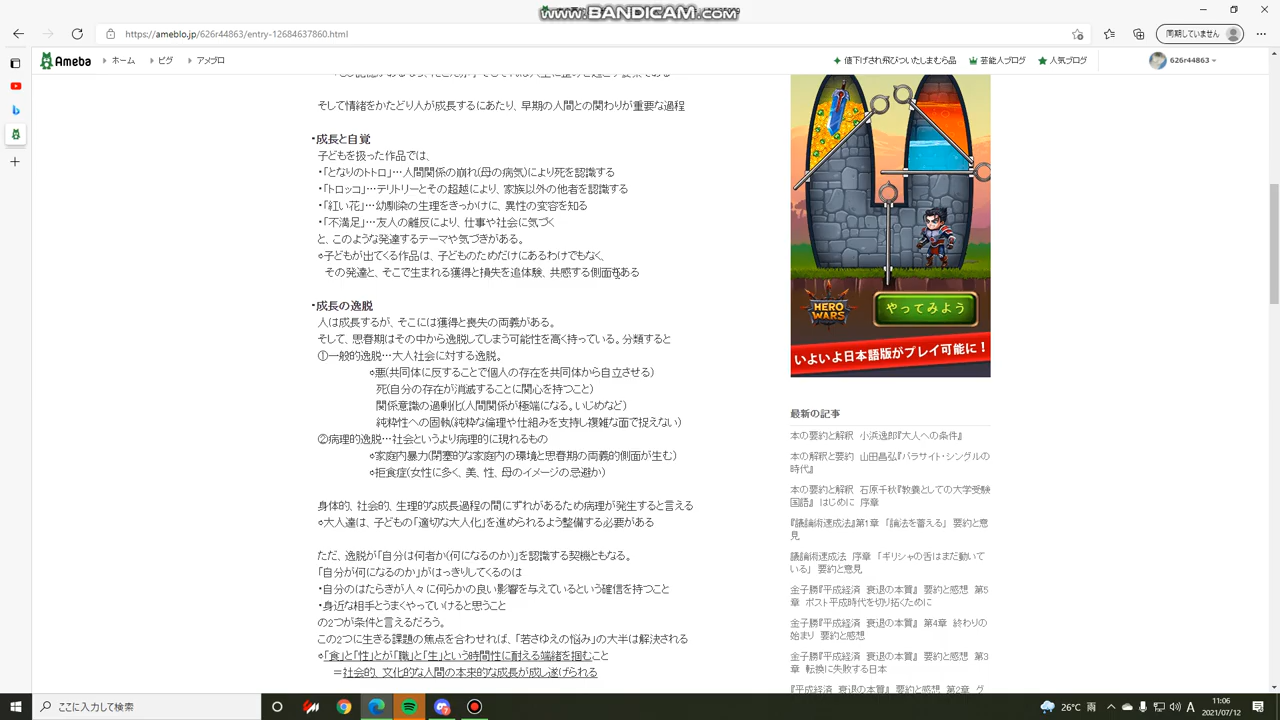 www.BANDICAM.com
https://ameblo.jp/626r44863/entry-12684637860.html
同期していません
Ameba
ホーム
ピグ
アメブロ
値下げされ飛びついたしまむら品
芸能人ブログ
人気ブログ
626r44863
そして情緒をかたどり人が成長するにあたり、早期の人間との関わりが重要な過程
・成長と自覚
子どもを扱った作品では、
・「となりのトトロ」…人間関係の崩れ(母の病気)により死を認識する
・「トロッコ」…テリトリーとその超越により、家族以外の他者を認識する
・「紅い花」…幼馴染の生理をきっかけに、異性の変容を知る
・「不満足」…友人の離反により、仕事や社会に気づく
と、このような発達するテーマや気づきがある。
⇨子どもが出てくる作品は、子どものためだけにあるわけでもなく、
その発達と、そこで生まれる獲得と損失を追体験、共感する側面もある
・成長の逸脱
人は成長するが、そこには獲得と喪失の両義がある。
そして、思春期はその中から逸脱してしまう可能性を高く持っている。分類すると
①一般的逸脱…大人社会に対する逸脱。
⇨悪(共同体に反することで個人の存在を共同体から自立させる)
死(自分の存在が消滅することに関心を持つこと)
関係意識の過剰化(人間関係が極端になる。いじめなど)
純粋性への固執(純粋な倫理や仕組みを支持し複雑な面で捉えない)
②病理的逸脱…社会というより病理的に現れるもの
⇨家庭内暴力(閉塞的な家庭内の環境と思春期の両義的側面が生む)
⇨拒食症(女性に多く、美、性、母のイメージの忌避か)
身体的、社会的、生理的な成長過程の間にずれがあるため病理が発生すると言える
⇨大人達は、子どもの「適切な大人化」を進められるよう整備する必要がある
ただ、逸脱が「自分は何者か(何になるのか)」を認識する契機ともなる。
「自分が何になるのか」がはっきりしてくるのは
・自分のはたらきが人々に何らかの良い影響を与えているという確信を持つこと
・身近な相手とうまくやっていけると思うこと
の2つが条件と言えるだろう。
この2つに生きる課題の焦点を合わせれば、「若さゆえの悩み」の大半は解決される
⇨「食」と「性」とが「職」と「生」という時間性に耐える端緒を掴むこと
＝社会的、文化的な人間の本来的な成長が成し遂げられる
HERO WARS
やってみよう
いよいよ日本語版がプレイ可能に！
最新の記事
本の要約と解釈 小浜逸郎『大人への条件』
本の解釈と要約 山田昌弘『パラサイト・シングルの
時代』
本の要約と解釈 石原千秋『教養としての大学受験
国語』 はじめに 序章
『議論術速成法』第1章 「論法を蓄える」 要約と意
見
議論術速成法 序章 「ギリシャの舌はまだ動いて
いる」 要約と意見
金子勝『平成経済 衰退の本質』 要約と感想 第5
章 ポスト平成時代を切り拓くために
金子勝『平成経済 衰退の本質』 第4章 終わりの
始まり 要約と感想
金子勝『平成経済 衰退の本質』 要約と感想 第3
章 転換に失敗する日本
『平成経済 衰退の本質』 要約と感想 第2章 グ
ここに入力して検索
26°C 雨
A
11:06
2021/07/12